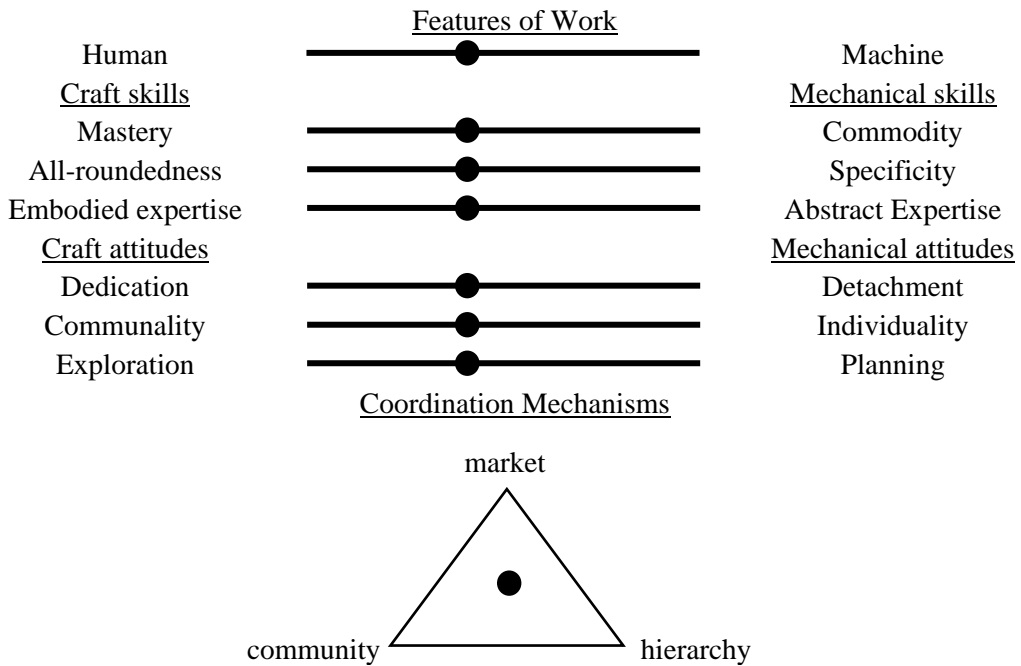 Features of Work
Human Machine
Craft skills Mechanical skills
Mastery Commodity
All-roundedness Specificity
Embodied expertise Abstract Expertise
Craft attitudes Mechanical attitudes
Dedication Detachment
Communality Individuality
Exploration Planning
Coordination Mechanisms
market
community hierarchy